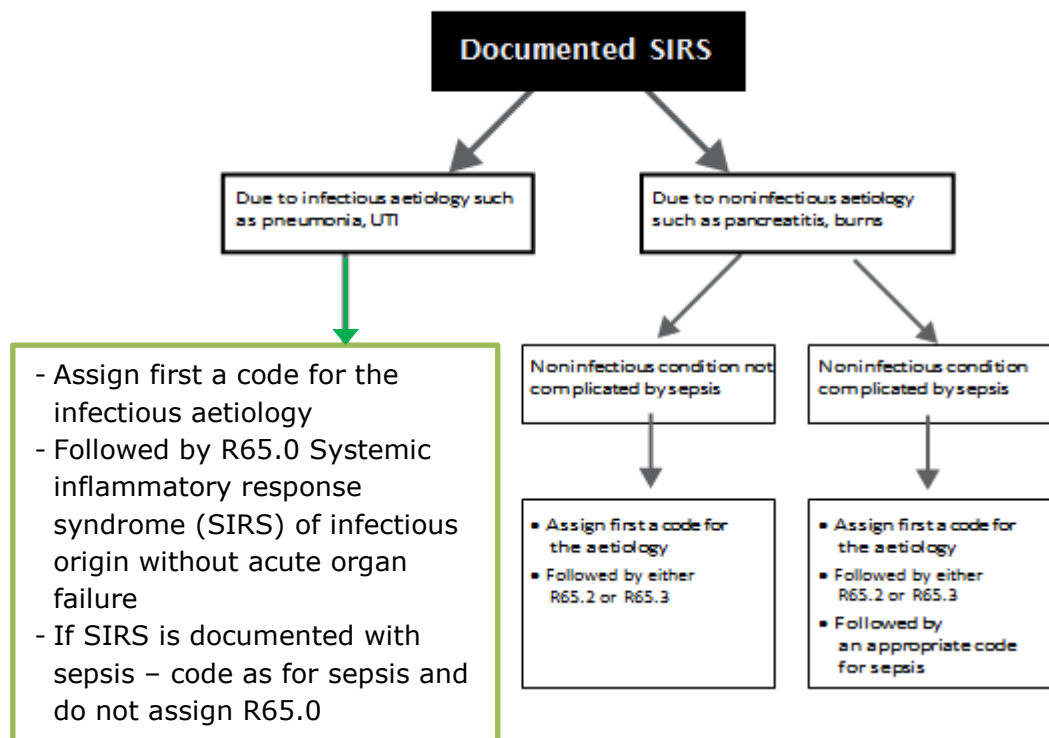 Documented SIRS
Due to infectious aetiology such
as pneumonia, UTI
Due to noninfectious aetiology
such as pancreatitis, burns
- Assign first a code for the
infectious aetiology
- Followed by R65.0 Systemic
inflammatory response
syndrome (SIRS) of infectious
origin without acute organ
failure
- If SIRS is documented with
sepsis – code as for sepsis and
do not assign R65.0
Noninfectious condition not
complicated by sepsis
Noninfectious condition
complicated by sepsis
• Assign first a code for
the aetiology
• Followed by either
R65.2 or R65.3
• Assign first a code for
the aetiology
• Followed by either
R65.2 or R65.3
• Followed by
an appropriate code
for sepsis